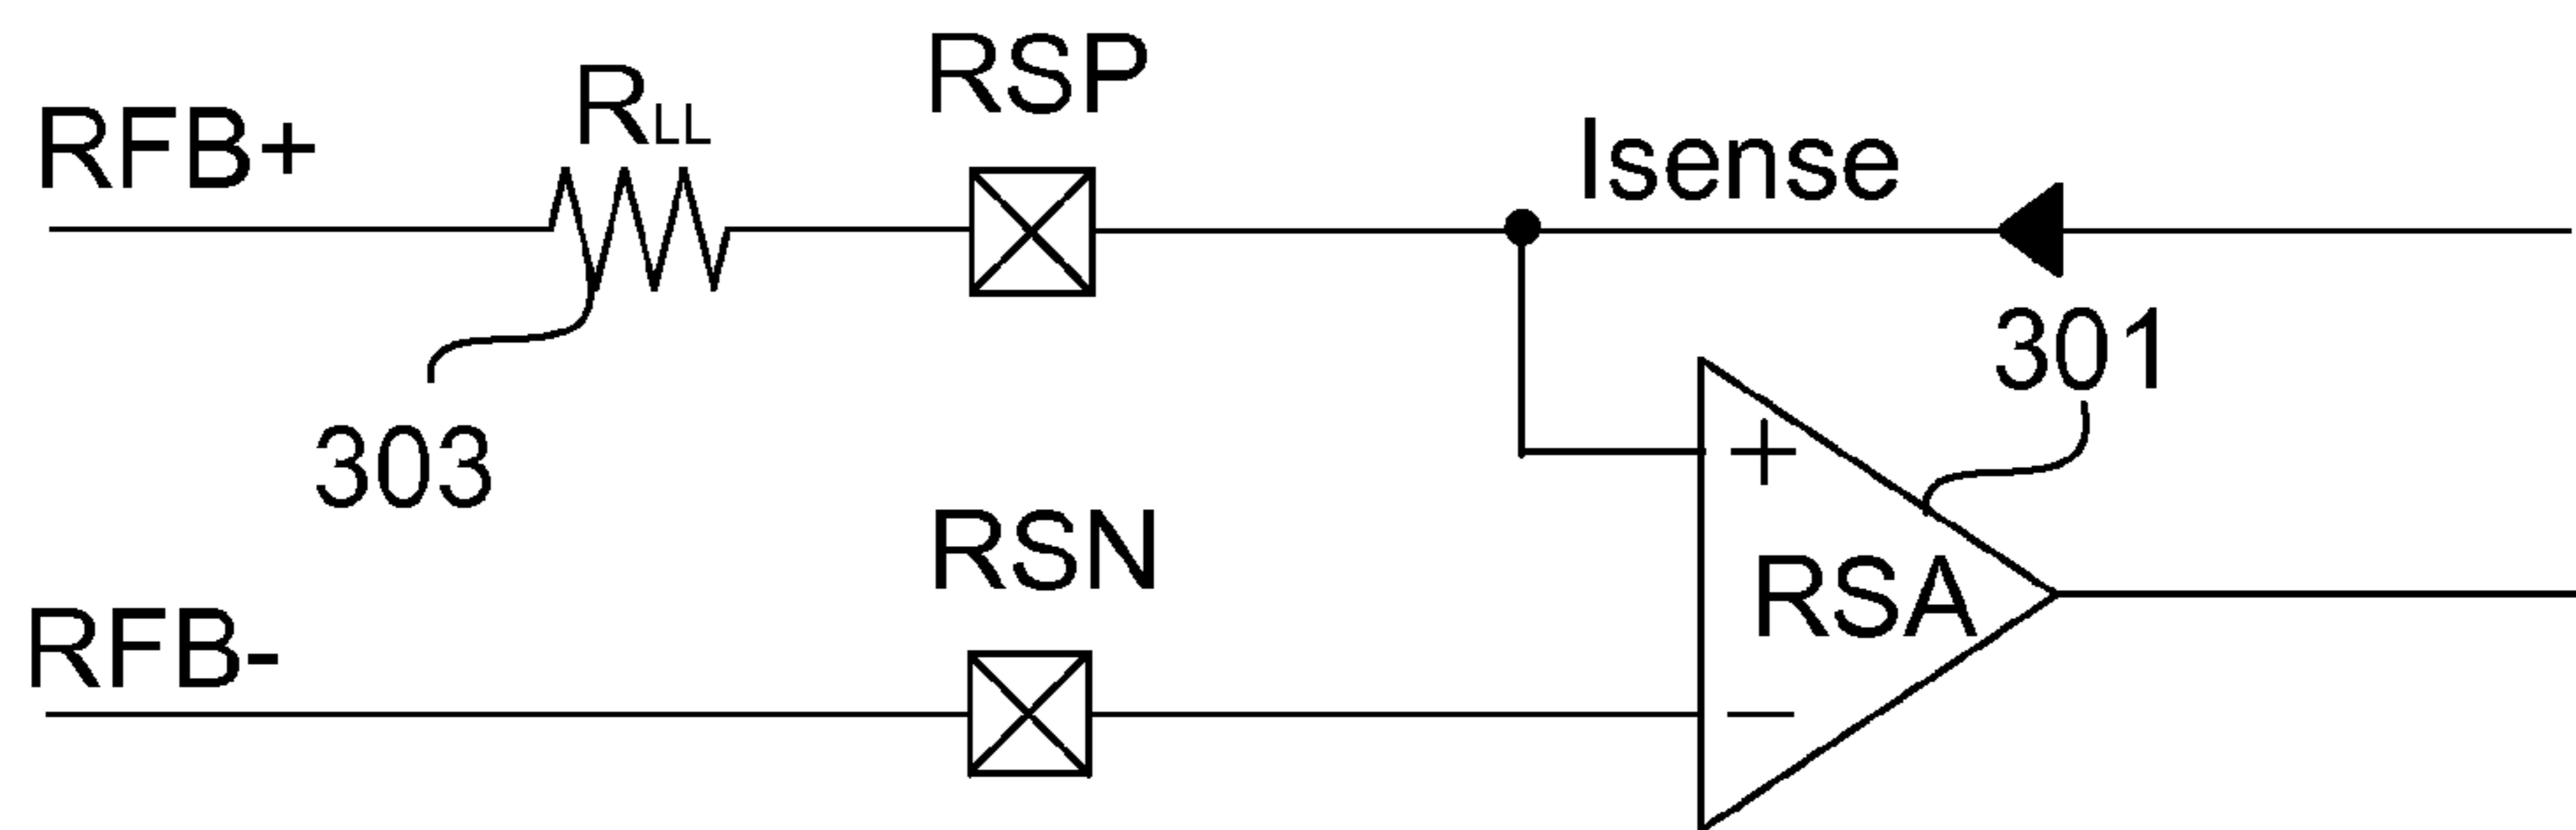 RFB+
RLL
RSP
Isense
303
301
RSN
RSA
RFB-